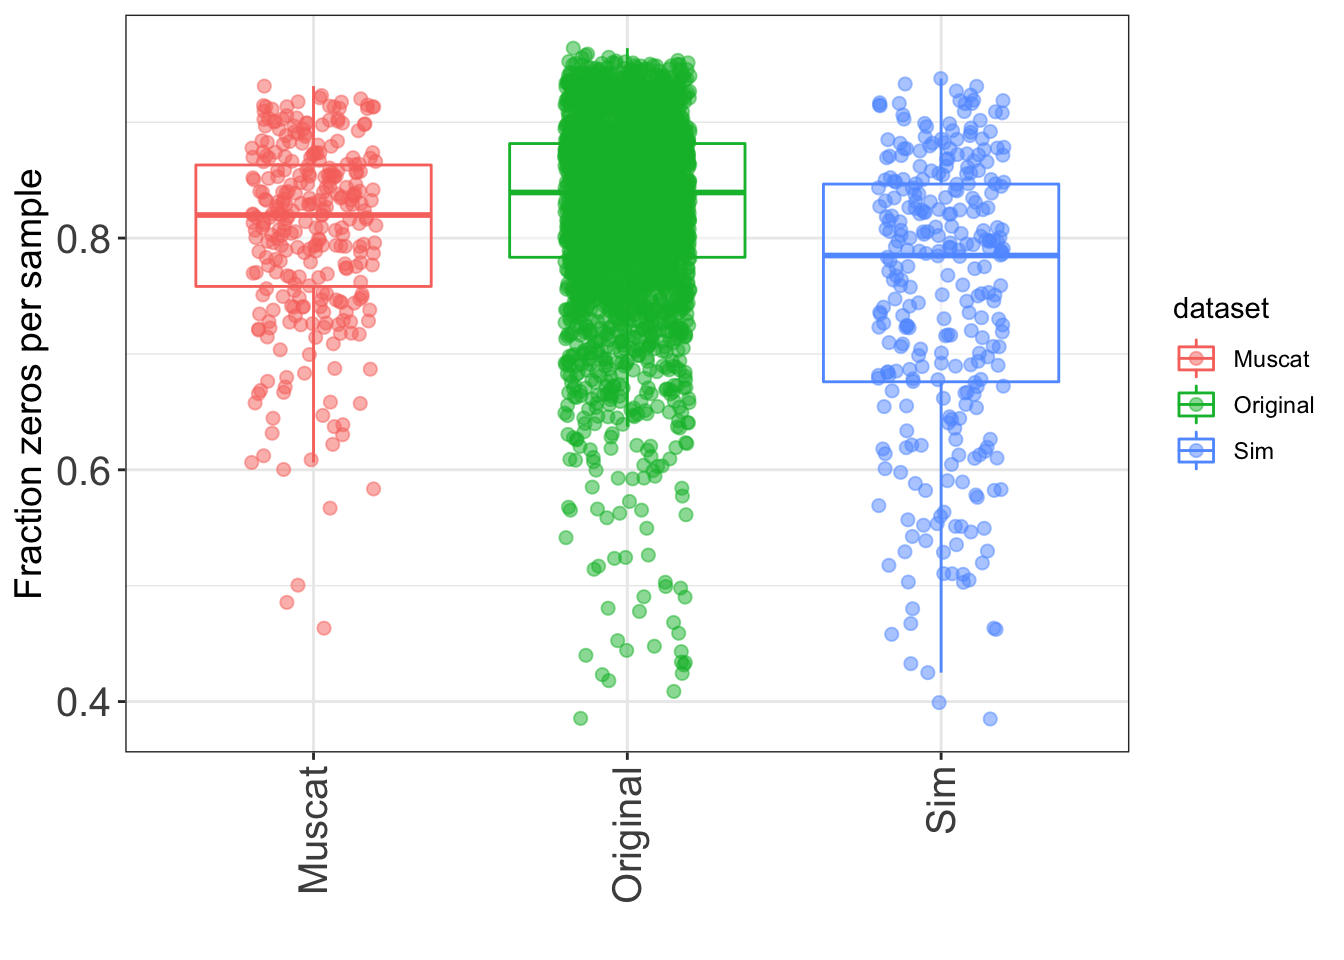 Fraction zeros per sample
0.8
0.6
0.4
Muscat
Original
Sim
dataset
Muscat
Original
Sim